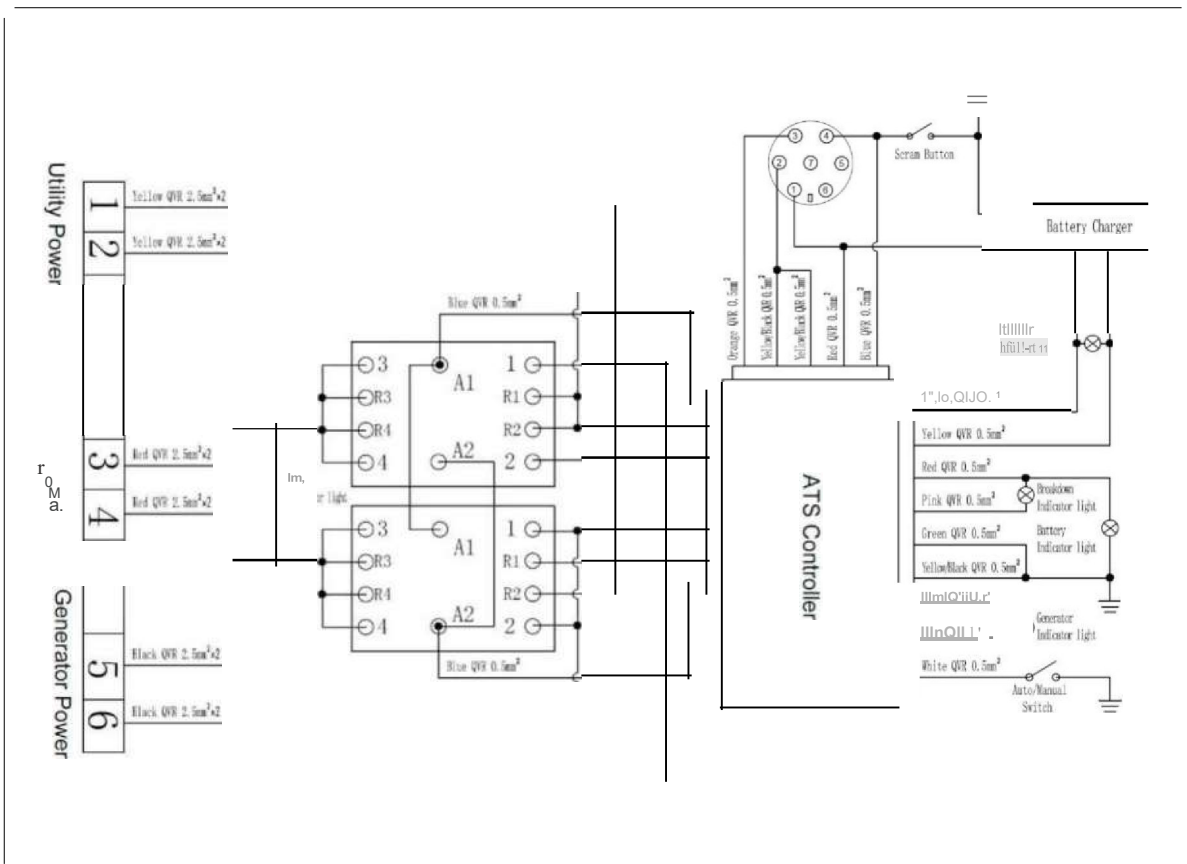 Utility Power
1
Yellow QVR 2.5mm²×2
2
Yellow QVR 2.5mm²×2
3
Red QVR 2.5mm²×2
4
Red QVR 2.5mm²×2
r
0
M
a.
Generator Power
5
Black QVR 2.5mm²×2
6
Black QVR 2.5mm²×2
Im,
or light
Blue QVR 0.5mm²
3
R3
R4
4
A1
A2
1
R1
R2
2
3
R3
R4
4
A1
A2
1
R1
R2
2
Blue QVR 0.5mm²
3
4
2
7
5
1
6
Scram Button
Battery Charger
Orange QVR 0.5mm²
Yellow/Black QVR 0.5mm²
Yellow/Black QVR 0.5mm²
Red QVR 0.5mm²
Blue QVR 0.5mm²
ATS Controller
Yellow QVR 0.5mm²
Red QVR 0.5mm²
Breakdown
Indicator light
Pink QVR 0.5mm²
Green QVR 0.5mm²
Battery
Indicator light
Yellow/Black QVR 0.5mm²
Generator
Indicator light
White QVR 0.5mm²
Auto/Manual
Switch